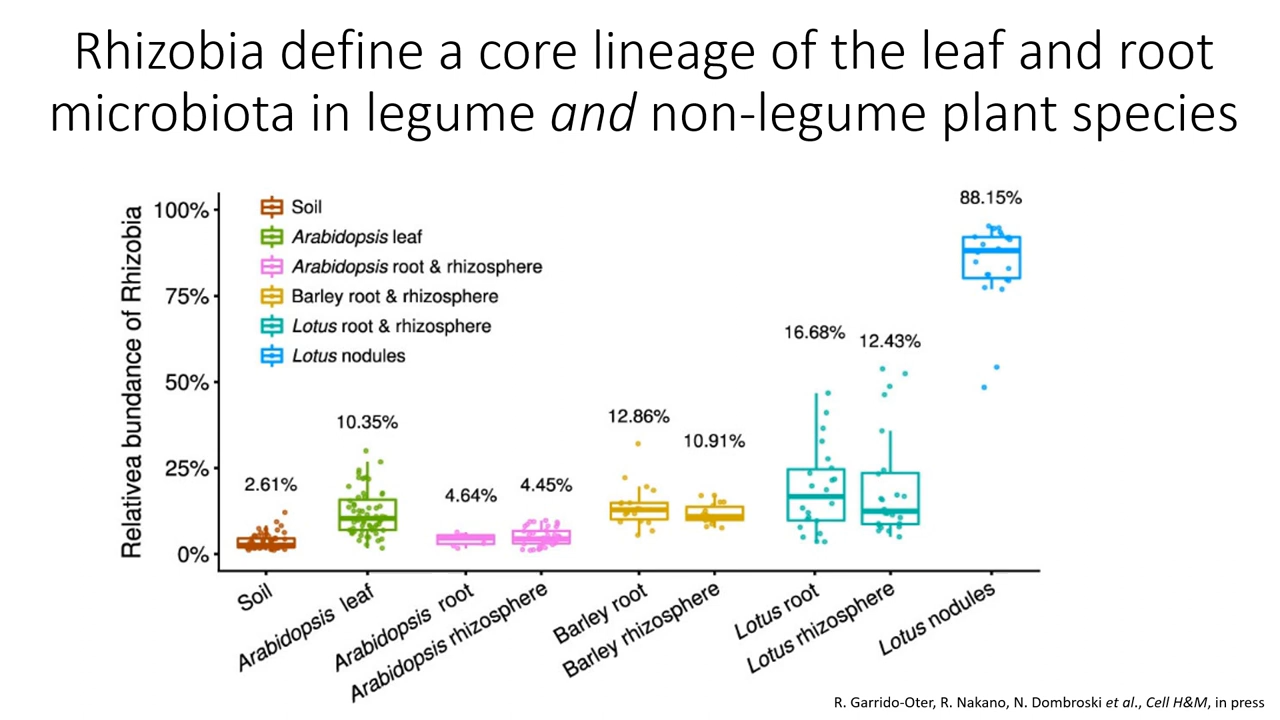 Rhizobia define a core lineage of the leaf and root
microbiota in legume and non-legume plant species
Relativea bundance of Rhizobia
100%
75%
50%
25%
0%
Soil
Arabidopsis leaf
Arabidopsis root & rhizosphere
Barley root & rhizosphere
Lotus root & rhizosphere
Lotus nodules
2.61%
10.35%
4.64%
4.45%
12.86%
10.91%
16.68%
12.43%
88.15%
Soil
Arabidopsis leaf
Arabidopsis root
Arabidopsis rhizosphere
Barley root
Barley rhizosphere
Lotus root
Lotus rhizosphere
Lotus nodules
R. Garrido-Oter, R. Nakano, N. Dombroski et al., Cell H&M, in press